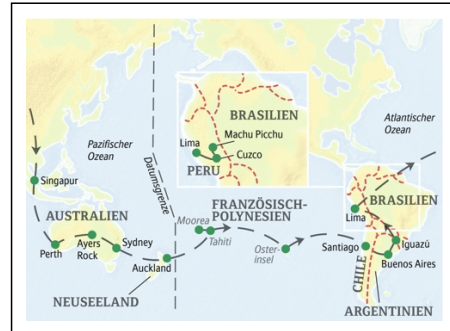 BRASILIEN
Machu Picchu
Lima
Cuzco
PERU
Atlantischer
Ozean
Pazifischer
Ozean
Datumsgrenze
Singapur
AUSTRALIEN
Perth
Ayers
Rock
Sydney
Auckland
NEUSEELAND
FRANZÖSISCH-
POLYNESIEN
Moorea
Tahiti
Oster-
insel
Lima
BRASILIEN
Santiago
CHILE
Iguazú
Buenos Aires
ARGENTINIEN